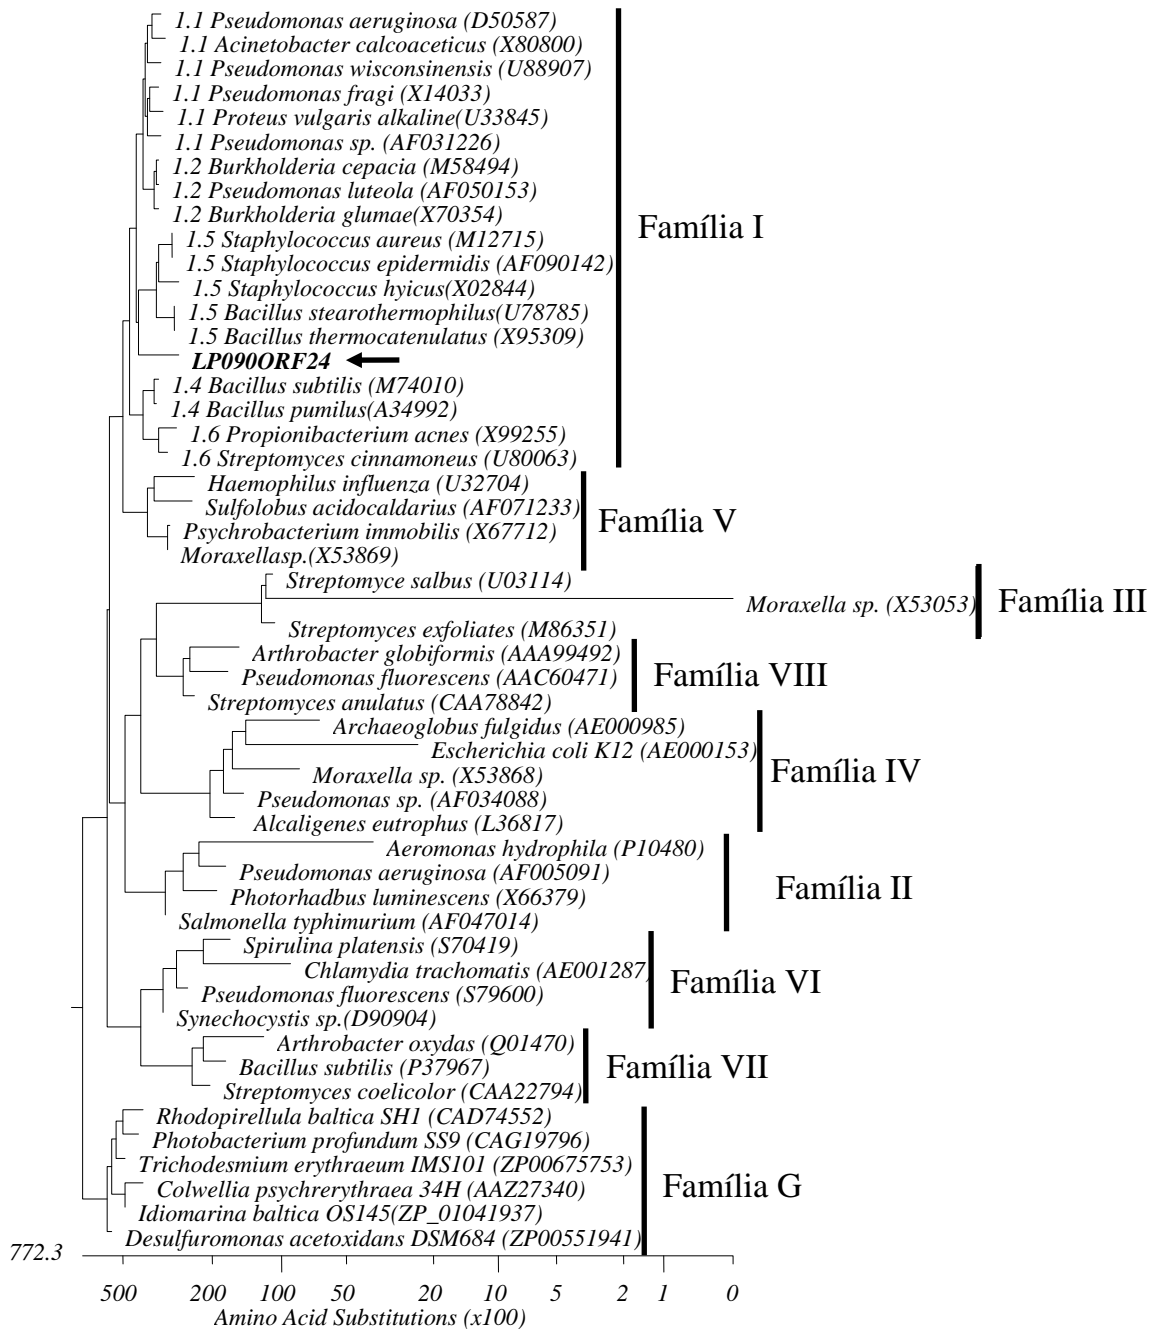 1.1 Pseudomonas aeruginosa (D50587)
1.1 Acinetobacter calcoaceticus (X80800)
1.1 Pseudomonas wisconsinensis (U88907)
1.1 Pseudomonas fragi (X14033)
1.1 Proteus vulgaris alkaline(U33845)
1.1 Pseudomonas sp. (AF031226)
1.2 Burkholderia cepacia (M58494)
1.2 Pseudomonas luteola (AF050153)
1.2 Burkholderia glumae(X70354)
Família I
1.5 Staphylococcus aureus (M12715)
1.5 Staphylococcus epidermidis (AF090142)
1.5 Staphylococcus hyicus(X02844)
1.5 Bacillus stearothermophilus(U78785)
1.5 Bacillus thermocatenulatus (X95309)
LP090ORF24
1.4 Bacillus subtilis (M74010)
1.4 Bacillus pumilus(A34992)
1.6 Propionibacterium acnes (X99255)
1.6 Streptomyces cinnamoneus (U80063)
Haemophilus influenza (U32704)
Sulfolobus acidocaldarius (AF071233)
Família V
Psychrobacterium immobilis (X67712)
Moraxellasp.(X53869)
Streptomyce salbus (U03114)
Moraxella sp. (X53053)
Família III
Streptomyces exfoliates (M86351)
Arthrobacter globiformis (AAA99492)
Pseudomonas fluorescens (AAC60471)
Família VIII
Streptomyces anulatus (CAA78842)
Archaeoglobus fulgidus (AE000985)
Escherichia coli K12 (AE000153)
Moraxella sp. (X53868)
Família IV
Pseudomonas sp. (AF034088)
Alcaligenes eutrophus (L36817)
Aeromonas hydrophila (P10480)
Pseudomonas aeruginosa (AF005091)
Família II
Photorhadbus luminescens (X66379)
Salmonella typhimurium (AF047014)
Spirulina platensis (S70419)
Chlamydia trachomatis (AE001287)
Família VI
Pseudomonas fluorescens (S79600)
Synechocystis sp.(D90904)
Arthrobacter oxydas (Q01470)
Bacillus subtilis (P37967)
Família VII
Streptomyces coelicolor (CAA22794)
Rhodopirellula baltica SH1 (CAD74552)
Photobacterium profundum SS9 (CAG19796)
Trichodesmium erythraeum IMS101 (ZP00675753)
Família G
Colwellia psychrerythraea 34H (AAZ27340)
Idiomarina baltica OS145(ZP_01041937)
Desulfuromonas acetoxidans DSM684 (ZP00551941)
772.3
500 200 100 50 20 10 5 2 1 0
Amino Acid Substitutions (x100)